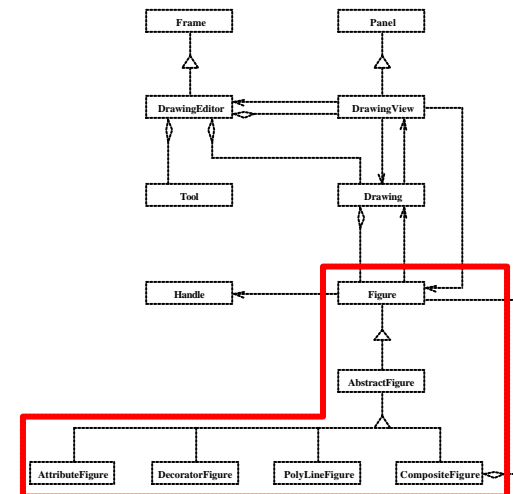 Frame Panel
DrawingEditor DrawingView
Tool Drawing
Handle Figure
AbstractFigure
AttributeFigure DecoratorFigure PolyLineFigure CompositeFigure